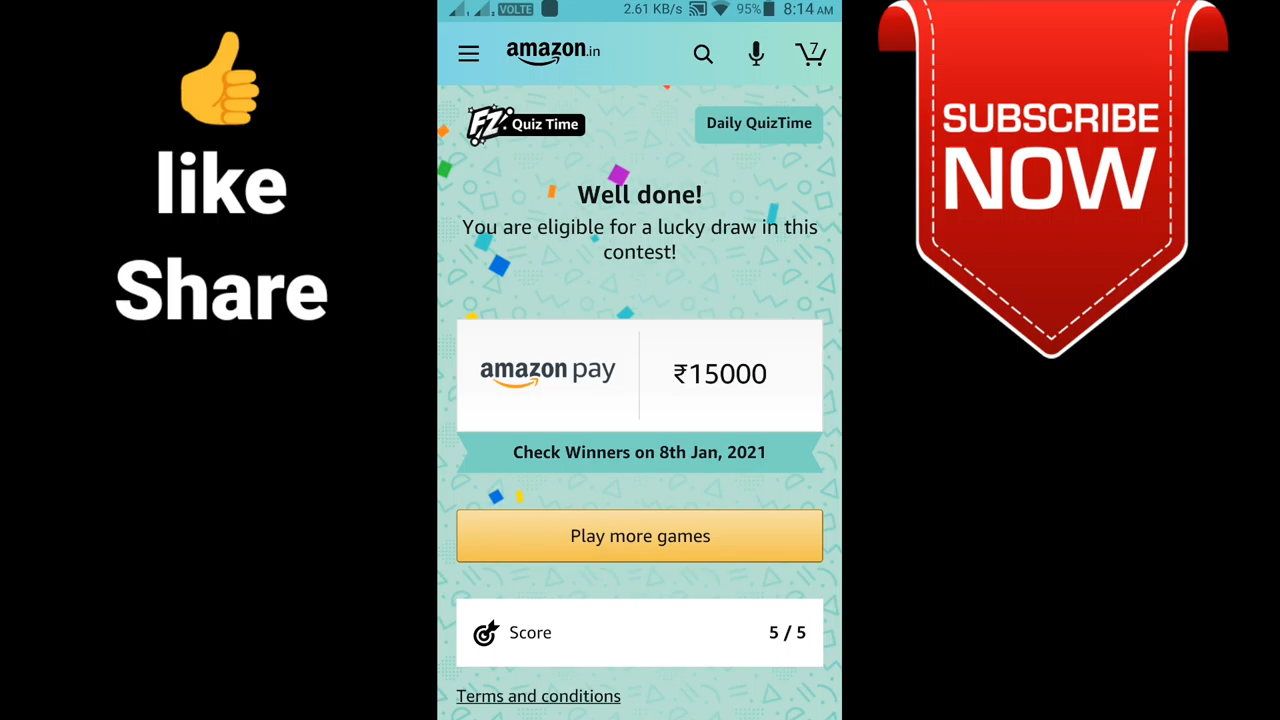 like
Share
VOLTE 2.61 KB/s 95% 8:14 AM
amazon.in 7
FZ Quiz Time
Daily QuizTime
Well done!
You are eligible for a lucky draw in this
contest!
amazon pay ₹15000
Check Winners on 8th Jan, 2021
Play more games
Score 5 / 5
Terms and conditions
SUBSCRIBE
NOW